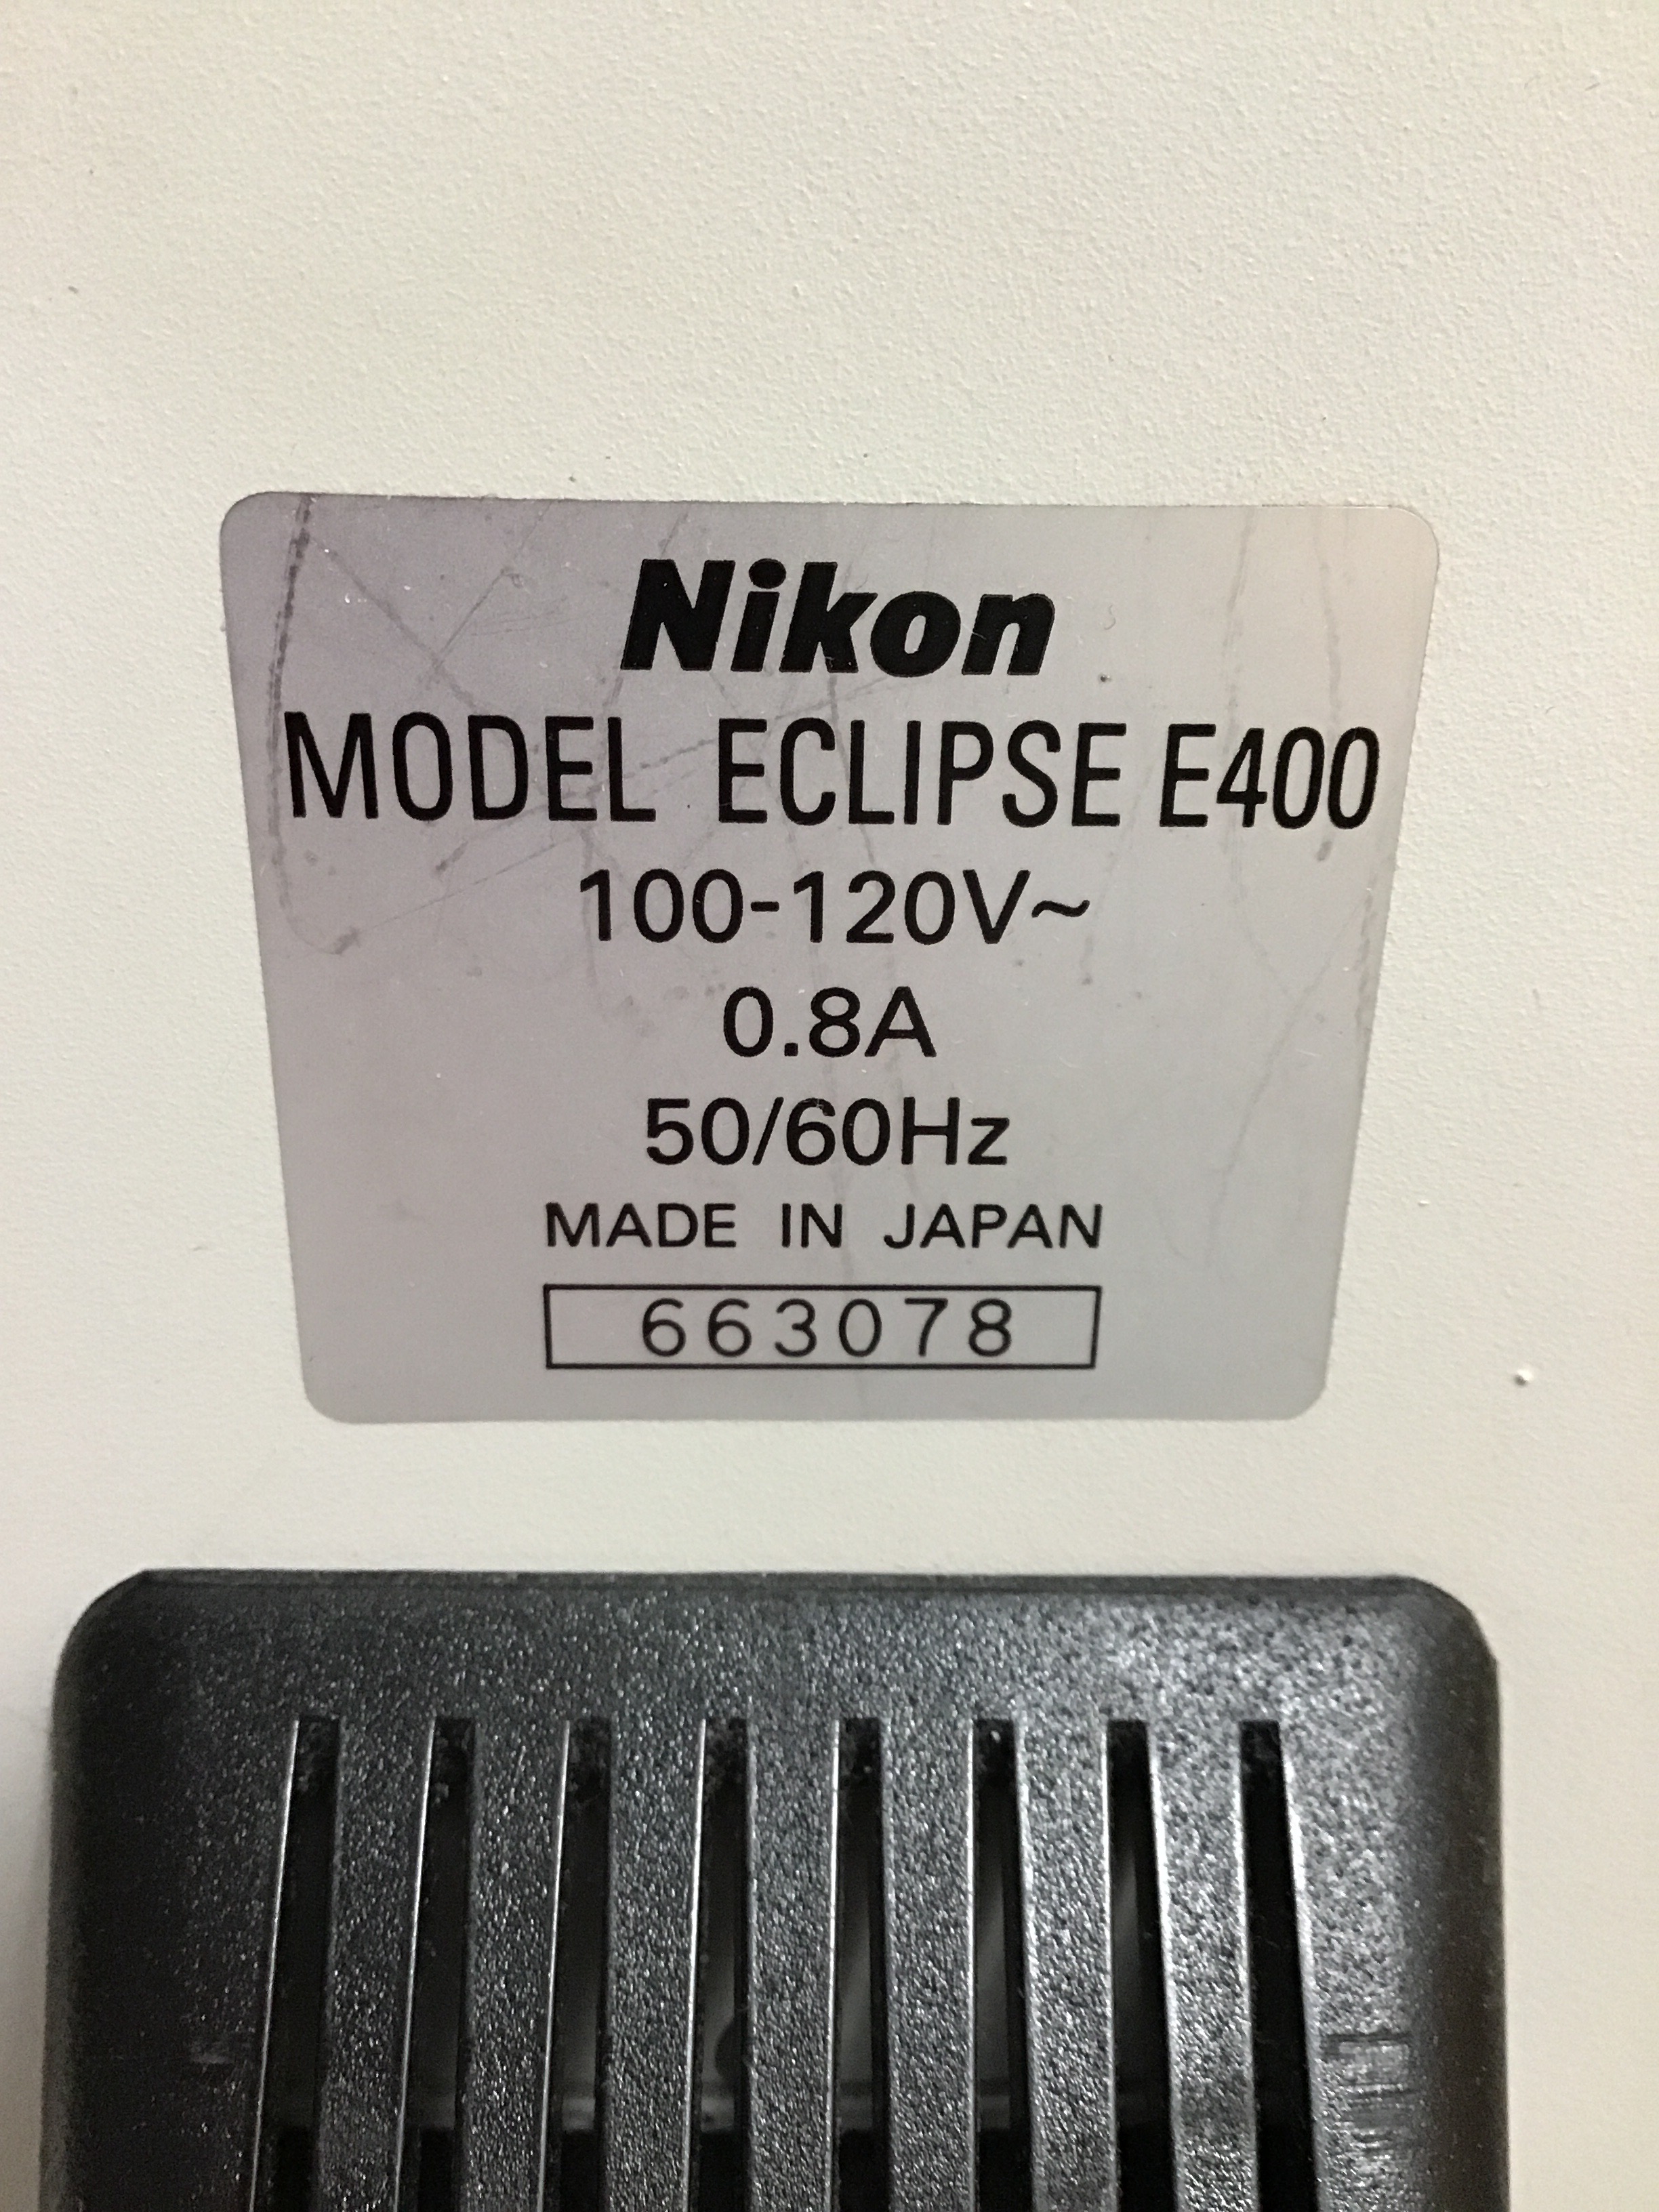 Nikon
MODEL ECLIPSE E400
100-120V~
0.8A
50/60Hz
MADE IN JAPAN
663078